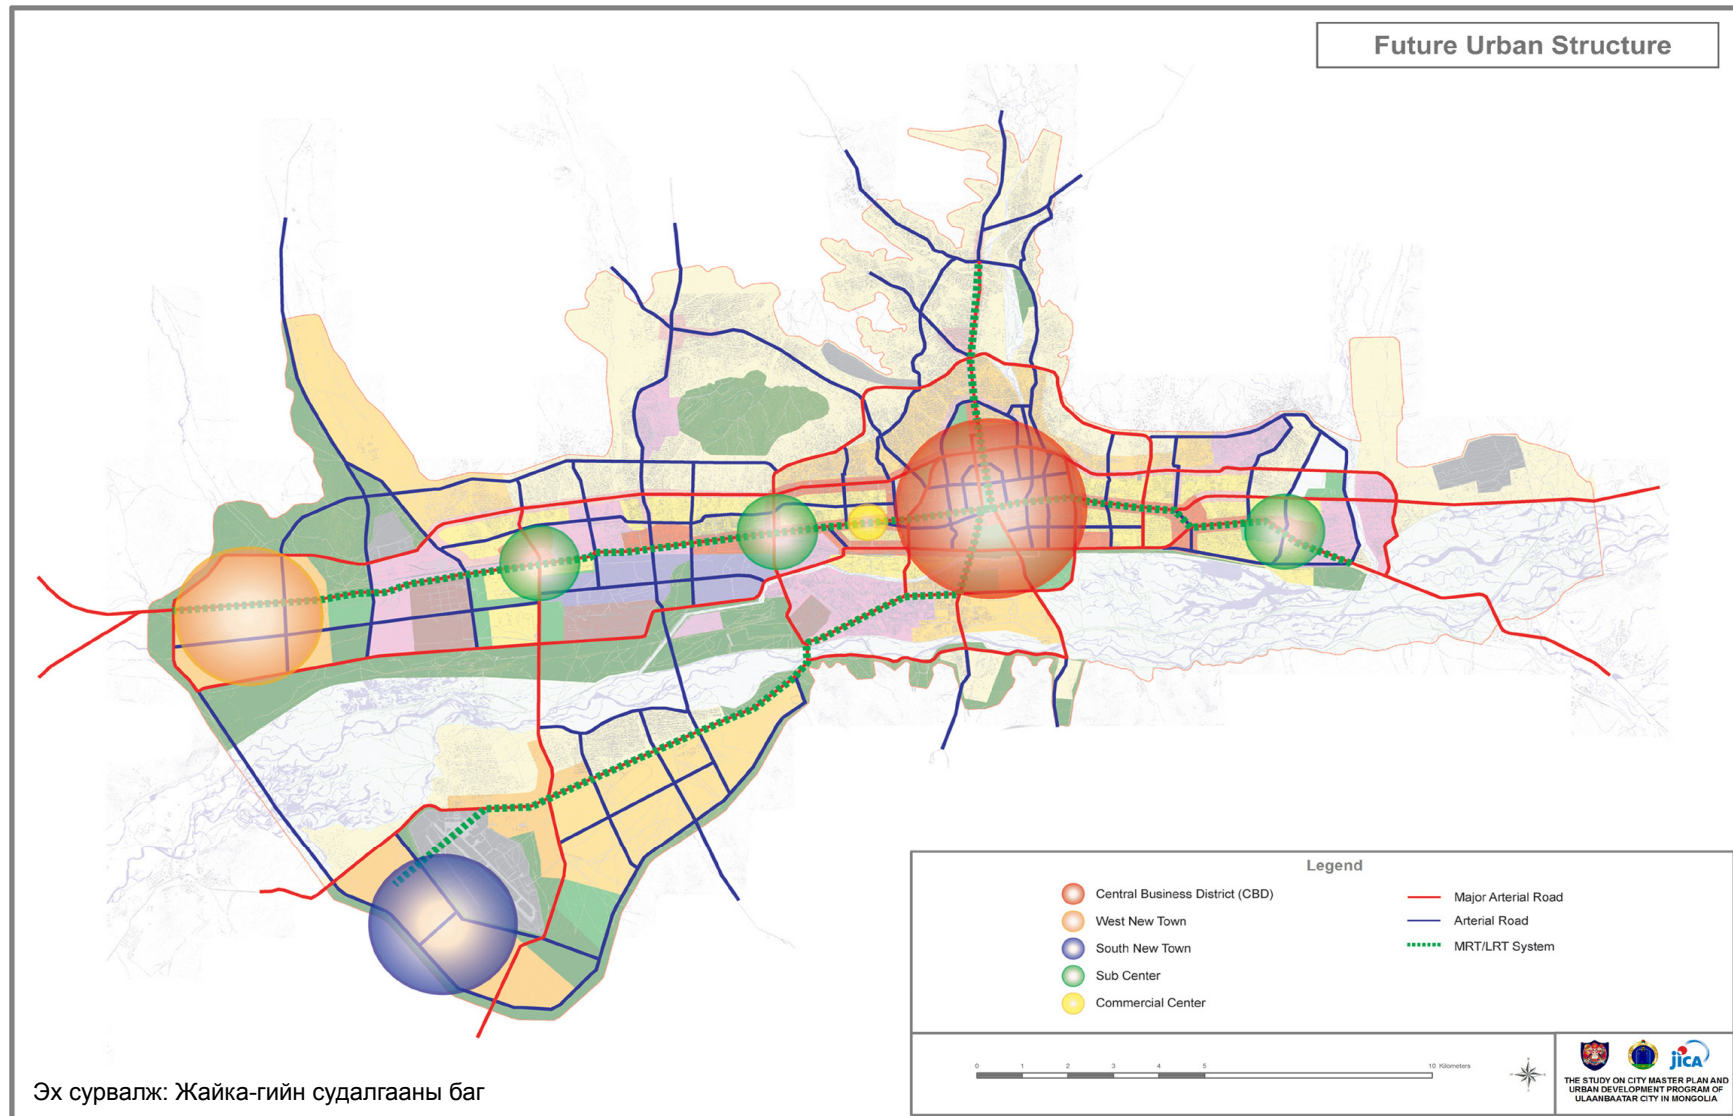 Future Urban Structure
Legend
Central Business District (CBD)
West New Town
South New Town
Sub Center
Commercial Center
Major Arterial Road
Arterial Road
MRT/LRT System
0 1 2 3 4 5 10 Kilometers
jICA
THE STUDY ON CITY MASTER PLAN AND
URBAN DEVELOPMENT PROGRAM OF
ULAANBAATAR CITY IN MONGOLIA
Эх сурвалж: Жайка-гийн судалгааны баг